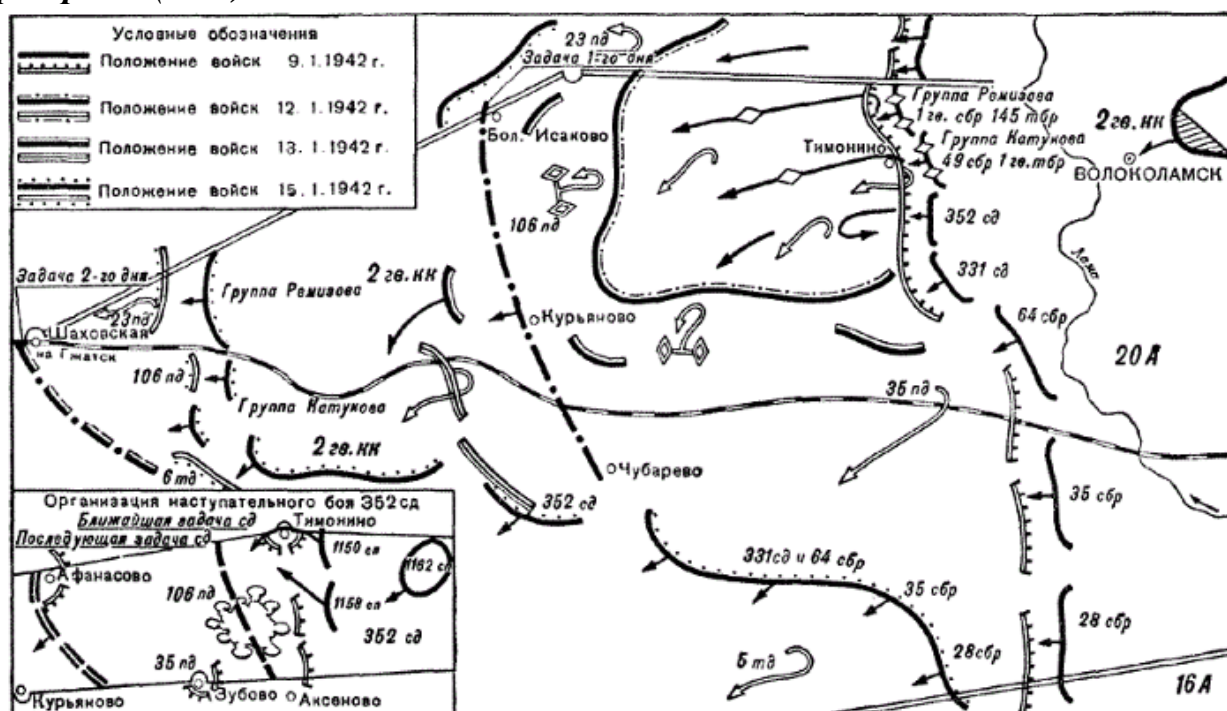 Условные обозначения
Положение войск 9.1.1942 г.
Положение войск 12.1.1942 г.
Положение войск 13.1.1942 г.
Положение войск 15.1.1942 г.
23 пд
Задача 1-го дня
Бол. Исаково
106 пд
Группа Ремизова
1 гв. сбр 145 тбр
Группа Катукова
49 сбр 1 гв. тбр
Тимонино
2 гв. кк
ВОЛОКОЛАМСК
352 сд
331 сд
Лама
64 сбр
20 А
Задача 2-го дня
23 пд
Шаховская
на Гжатск
Группа Ремизова
2 гв. кк
Курьяново
106 пд
Группа Катукова
35 пд
2 гв. кк
6 тд
Чубарево
352 сд
35 сбр
331 сд и 64 сбр
35 сбр
28 сбр
28 сбр
5 тд
16 А
Организация наступательного боя 352 сд
Ближайшая задача сд
Последующая задача сд
Тимонино
1150 сп
1162 сп
Афанасово
106 пд
1158 сп
352 сд
35 пд
Курьяново
Зубово
Аксеново